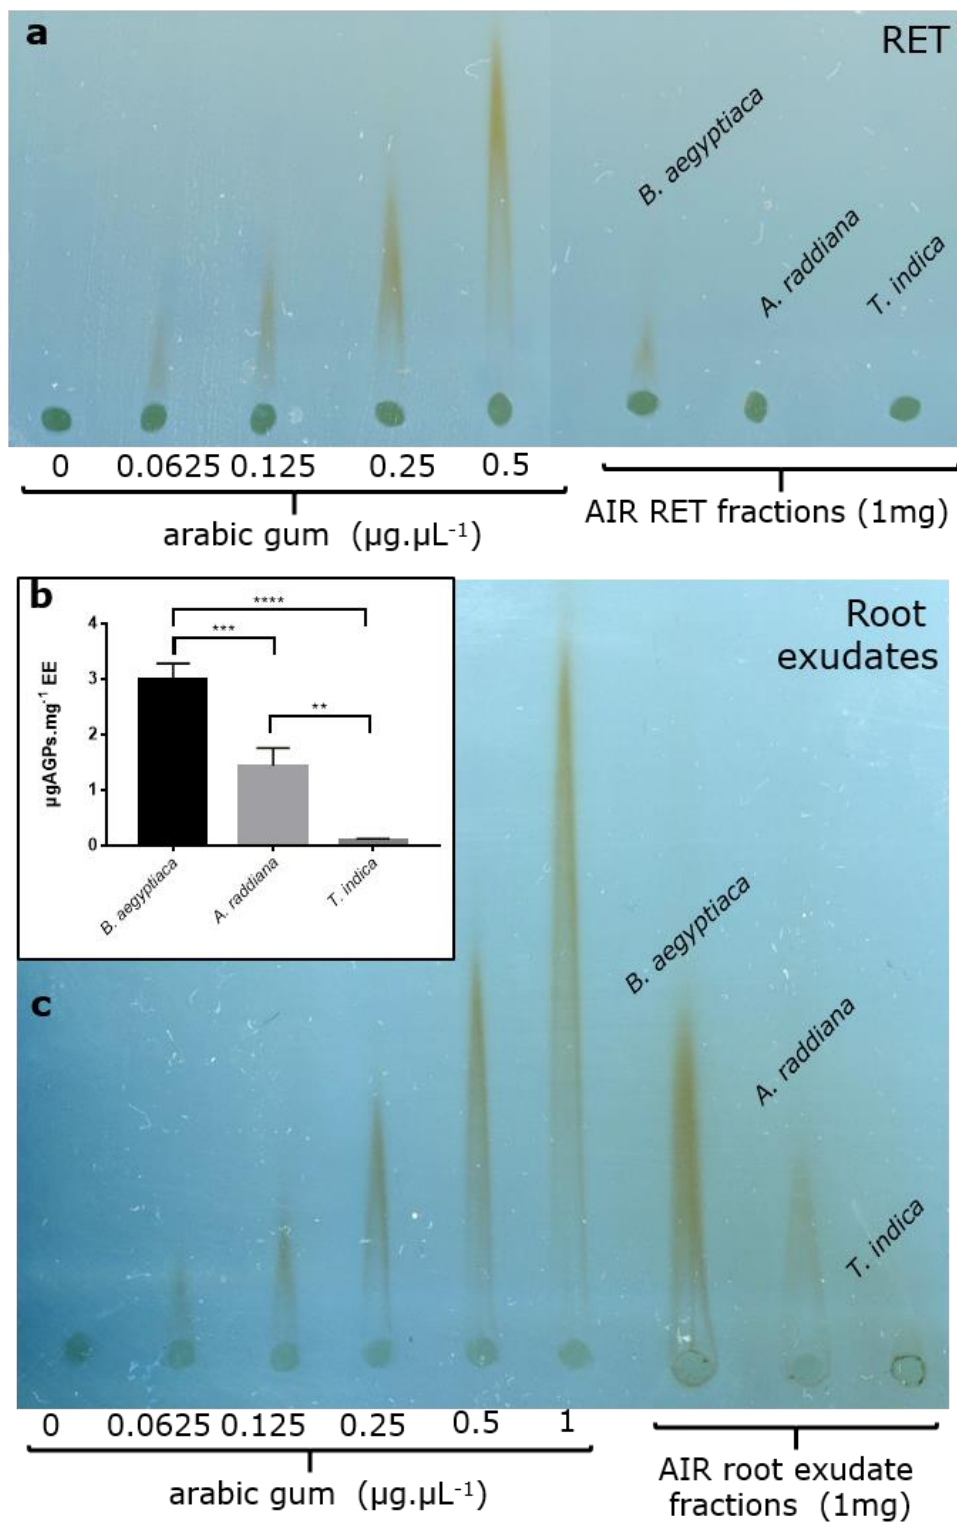 a
RET
B. aegyptiaca
A. raddiana
T. indica
0 0.0625 0.125 0.25 0.5
arabic gum (µg.µL-1)
AIR RET fractions (1mg)
b
****
***
**
4
3
2
1
0
µgAGPs.mg-1 EE
B. aegyptiaca
A. raddiana
T. indica
Root
exudates
c
B. aegyptiaca
A. raddiana
T. indica
0 0.0625 0.125 0.25 0.5 1
arabic gum (µg.µL-1)
AIR root exudate
fractions (1mg)